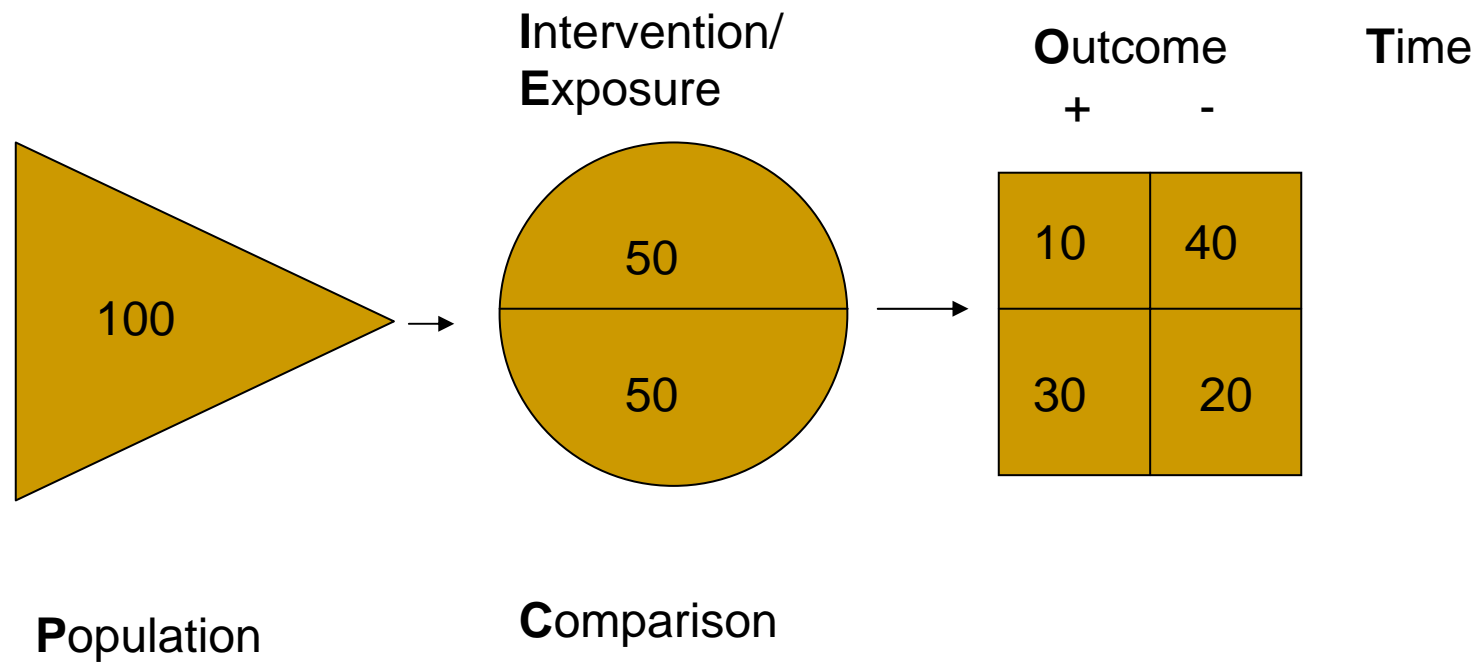 Intervention/
Exposure
Outcome
Time
+ -
100
50
50
10 40
30 20
Population
Comparison